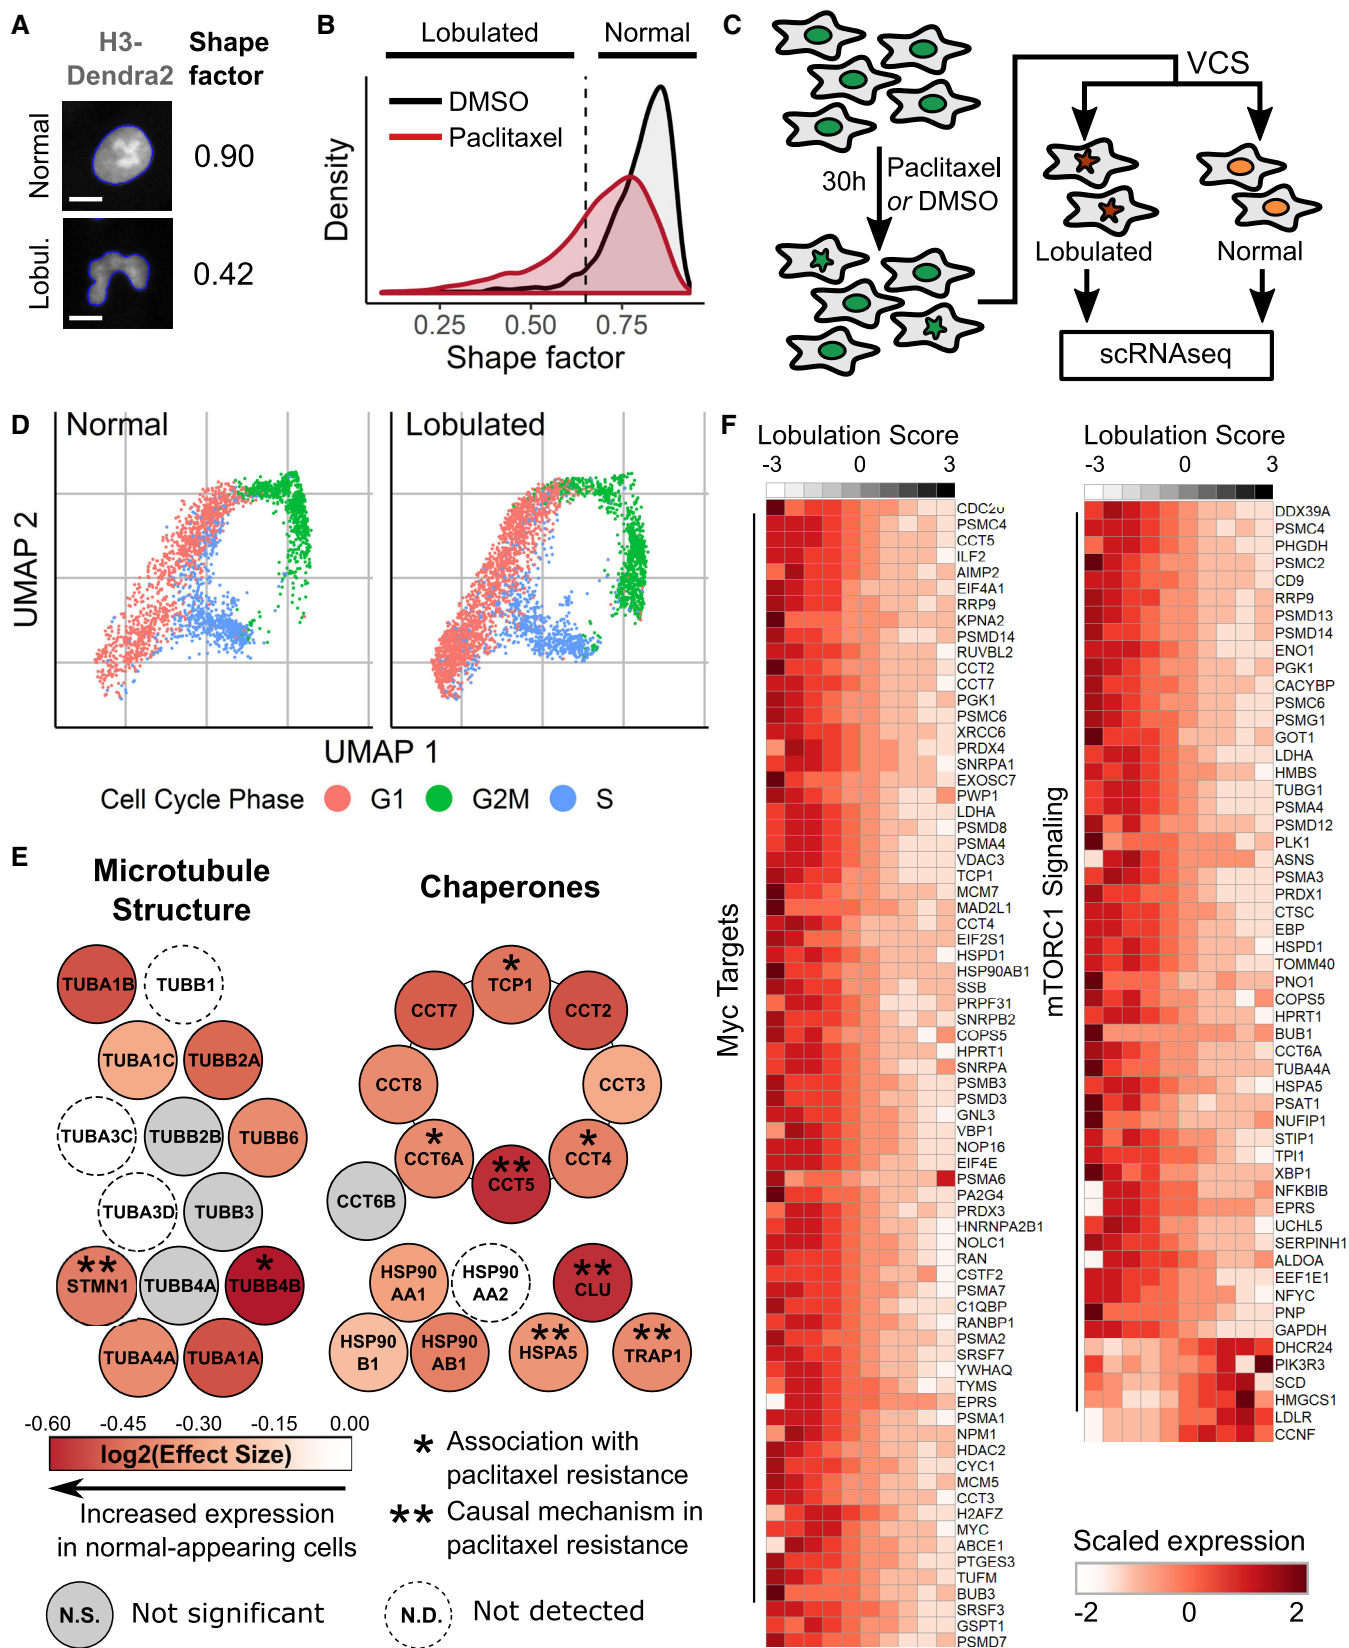 A
H3-
Dendra2
Shape
factor
Normal
0.90
Lobul.
0.42
B
Lobulated
Normal
DMSO
Paclitaxel
Density
0.25
0.50
0.75
Shape factor
C
VCS
30h
Paclitaxel
or DMSO
Lobulated
Normal
scRNAseq
D
Normal
Lobulated
UMAP 2
UMAP 1
Cell Cycle Phase
G1
G2M
S
E
Microtubule
Structure
TUBA1B
TUBB1
TUBA1C
TUBB2A
TUBA3C
TUBB2B
TUBB6
TUBA3D
TUBB3
**
STMN1
TUBB4A
*
TUBB4B
TUBA4A
TUBA1A
Chaperones
*
TCP1
CCT7
CCT2
CCT8
CCT3
*
CCT6A
*
CCT4
**
CCT5
CCT6B
HSP90
AA1
HSP90
AA2
**
CLU
HSP90
B1
HSP90
AB1
**
HSPA5
**
TRAP1
-0.60
-0.45
-0.30
-0.15
0.00
log2(Effect Size)
Increased expression
in normal-appearing cells
* Association with
paclitaxel resistance
** Causal mechanism in
paclitaxel resistance
N.S.
Not significant
N.D.
Not detected
F
Lobulation Score
-3
0
3
Myc Targets
CDC20
PSMC4
CCT5
ILF2
AIMP2
EIF4A1
RRP9
KPNA2
PSMD14
RUVBL2
CCT2
CCT7
PGK1
PSMC6
XRCC6
PRDX4
SNRPA1
EXOSC7
PWP1
LDHA
PSMD8
PSMA4
VDAC3
TCP1
MCM7
MAD2L1
CCT4
EIF2S1
HSPD1
HSP90AB1
SSB
PRPF31
SNRPB2
COPS5
HPRT1
SNRPA
PSMB3
PSMD3
GNL3
VBP1
NOP16
EIF4E
PSMA6
PA2G4
PRDX3
HNRNPA2B1
NOLC1
RAN
CSTF2
PSMA7
C1QBP
RANBP1
PSMA2
SRSF7
YWHAQ
TYMS
EPRS
PSMA1
NPM1
HDAC2
CYC1
MCM5
CCT3
H2AFZ
MYC
ABCE1
PTGES3
TUFM
BUB3
SRSF3
GSPT1
PSMD7
Lobulation Score
-3
0
3
mTORC1 Signaling
DDX39A
PSMC4
PHGDH
PSMC2
CD9
RRP9
PSMD13
PSMD14
ENO1
PGK1
CACYBP
PSMC6
PSMG1
GOT1
LDHA
HMBS
TUBG1
PSMA4
PSMD12
PLK1
ASNS
PSMA3
PRDX1
CTSC
EBP
HSPD1
TOMM40
PNO1
COPS5
HPRT1
BUB1
CCT6A
TUBA4A
HSPA5
PSAT1
NUFIP1
STIP1
TPI1
XBP1
NFKBIB
EPRS
UCHL5
SERPINH1
ALDOA
EEF1E1
NFYC
PNP
GAPDH
DHCR24
PIK3R3
SCD
HMGCS1
LDLR
CCNF
Scaled expression
-2
0
2